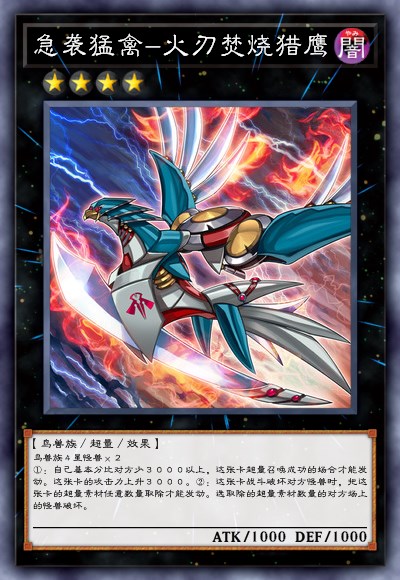 急袭猛禽-火刃焚烧猎鹰
闇
やみ
【鸟兽族/超量/效果】
鸟兽族4星怪兽×2
①：自己基本分比对方少3000以上，这张卡超量召唤成功的场合才能发
动。这张卡的攻击力上升3000。②：这张卡战斗破坏对方怪兽时，把这
张卡的超量素材任意数量取除才能发动。选取除的超量素材数量的对方场上
的怪兽破坏。
ATK/1000 DEF/1000